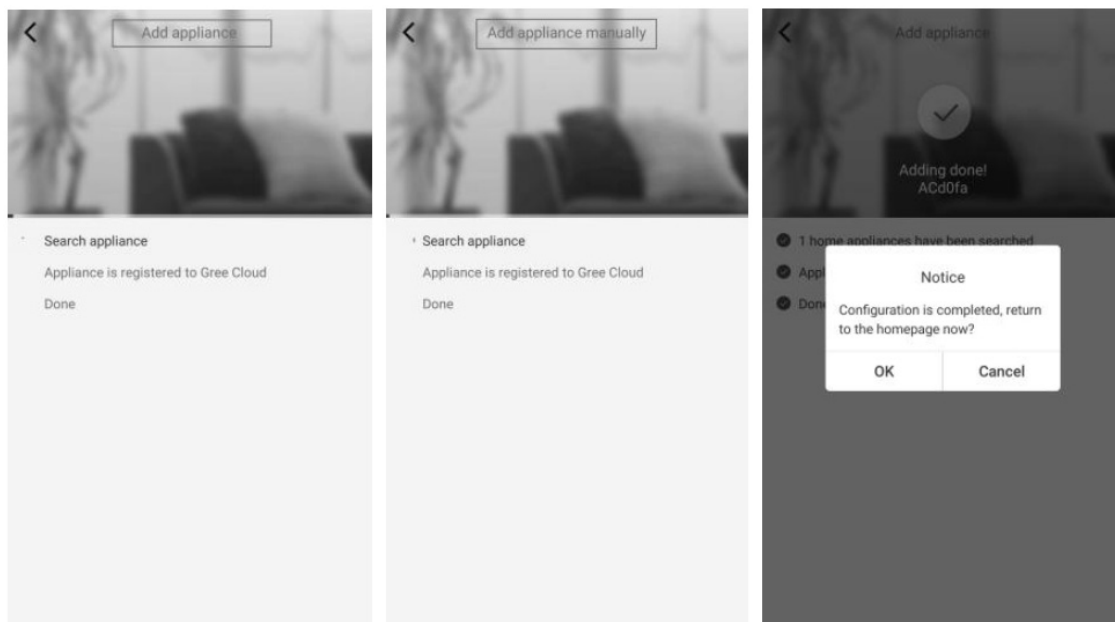 Add appliance
Search appliance
Appliance is registered to Gree Cloud
Done
Add appliance manually
Search appliance
Appliance is registered to Gree Cloud
Done
Add appliance
Adding done!
ACd0fa
1 home appliances have been searched
Appl
Done
Notice
Configuration is completed, return
to the homepage now?
OK
Cancel